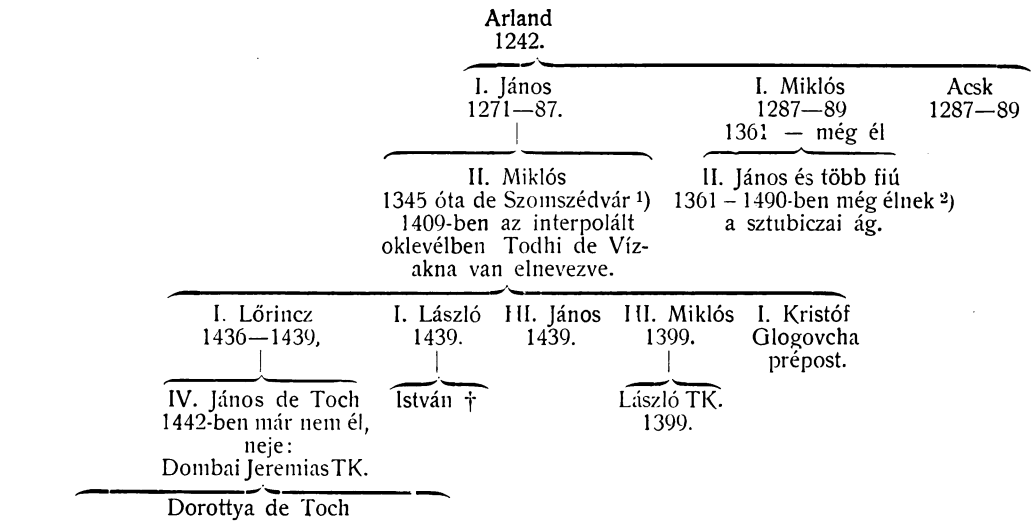 Arland
1242.
I. János I. Miklós Acsk
1271—87. 1287—89 1287—89
1361 — még él
II. Miklós II. János és több fiú
1345 óta de Szomszédvár ¹) 1361 – 1490-ben még élnek ²)
1409-ben az interpolált a sztubiczai ág.
oklevélben Todhi de Víz-
akna van elnevezve.
I. Lőrincz I. László III. János III. Miklós I. Kristóf
1436—1439, 1439. 1439. 1399. Glogovcha
prépost.
IV. János de Toch István † László TK.
1442-ben már nem él, 1399.
neje:
Dombai Jeremias TK.
Dorottya de Toch